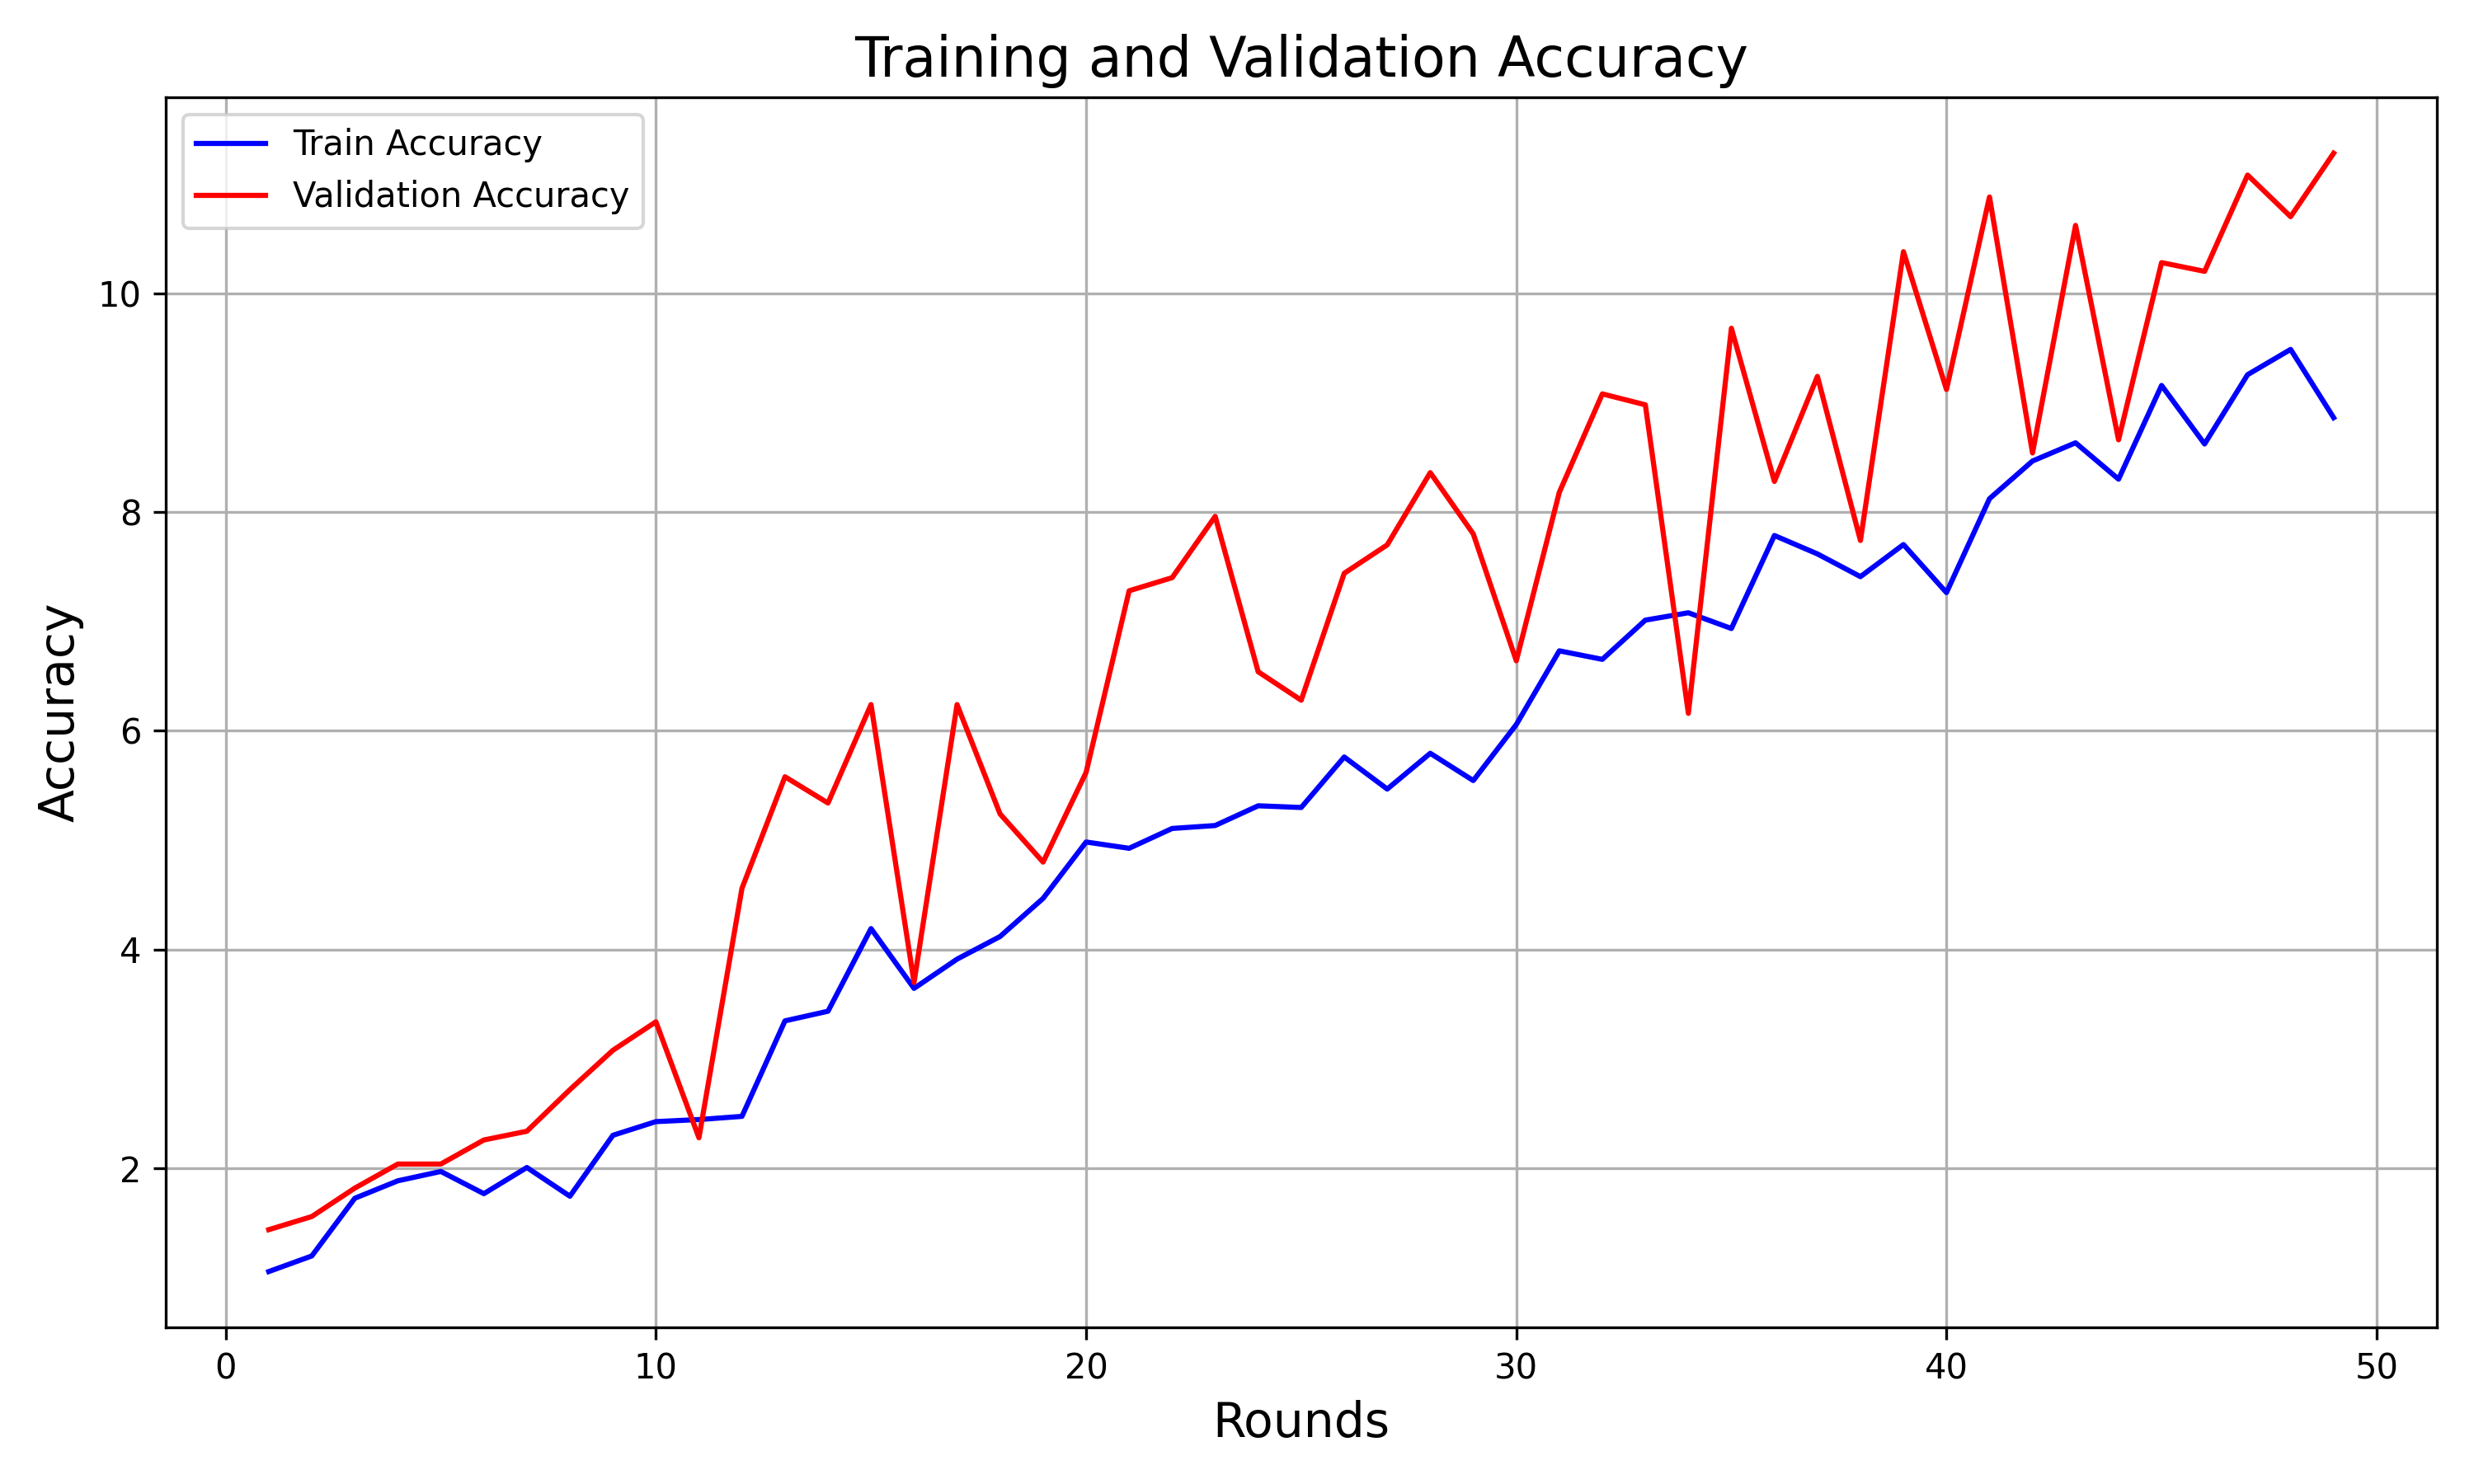 Training and Validation Accuracy
Train Accuracy
Validation Accuracy
Accuracy
10
8
6
4
2
0 10 20 30 40 50
Rounds